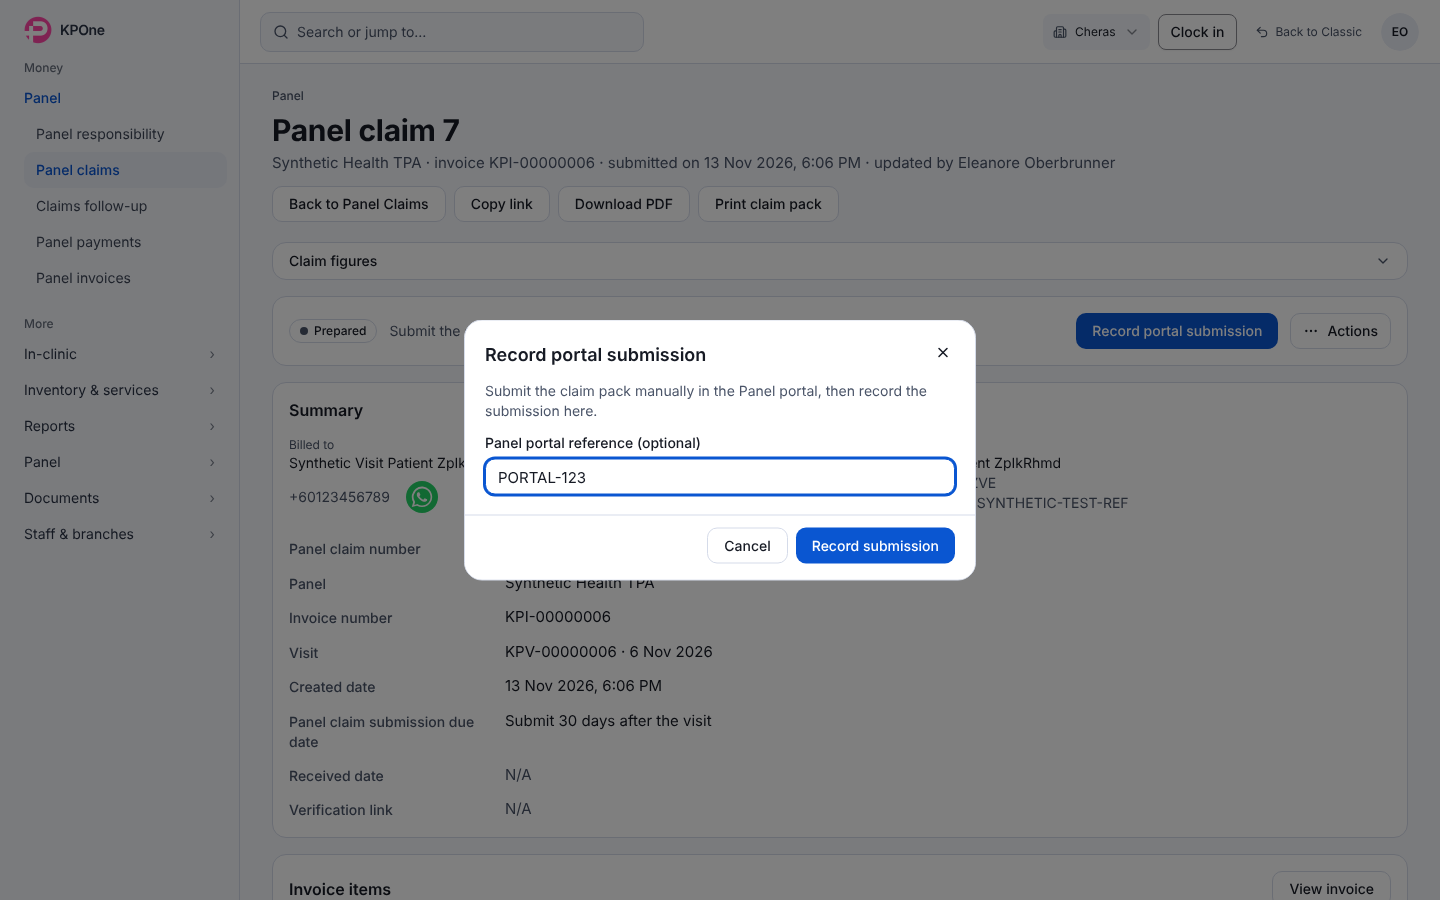 KPOne
Money
Panel
Panel responsibility
Panel claims
Claims follow-up
Panel payments
Panel invoices
More
In-clinic
Inventory & services
Reports
Panel
Documents
Staff & branches
Search or jump to...
Cheras
Clock in
Back to Classic
EO
Panel
Panel claim 7
Synthetic Health TPA · invoice KPI-00000006 · submitted on 13 Nov 2026, 6:06 PM · updated by Eleanore Oberbrunner
Back to Panel Claims
Copy link
Download PDF
Print claim pack
Claim figures
Prepared
Submit the
Record portal submission
Actions
Record portal submission
Submit the claim pack manually in the Panel portal, then record the
submission here.
Panel portal reference (optional)
PORTAL-123
Cancel
Record submission
Summary
Billed to
Synthetic Visit Patient
ZplkRhmd
+60123456789
SYNTHETIC-TEST-REF
Panel claim number
Panel
Synthetic Health TPA
Invoice number
KPI-00000006
Visit
KPV-00000006 · 6 Nov 2026
Created date
13 Nov 2026, 6:06 PM
Panel claim submission due
date
Submit 30 days after the visit
Received date
N/A
Verification link
N/A
Invoice items
View invoice